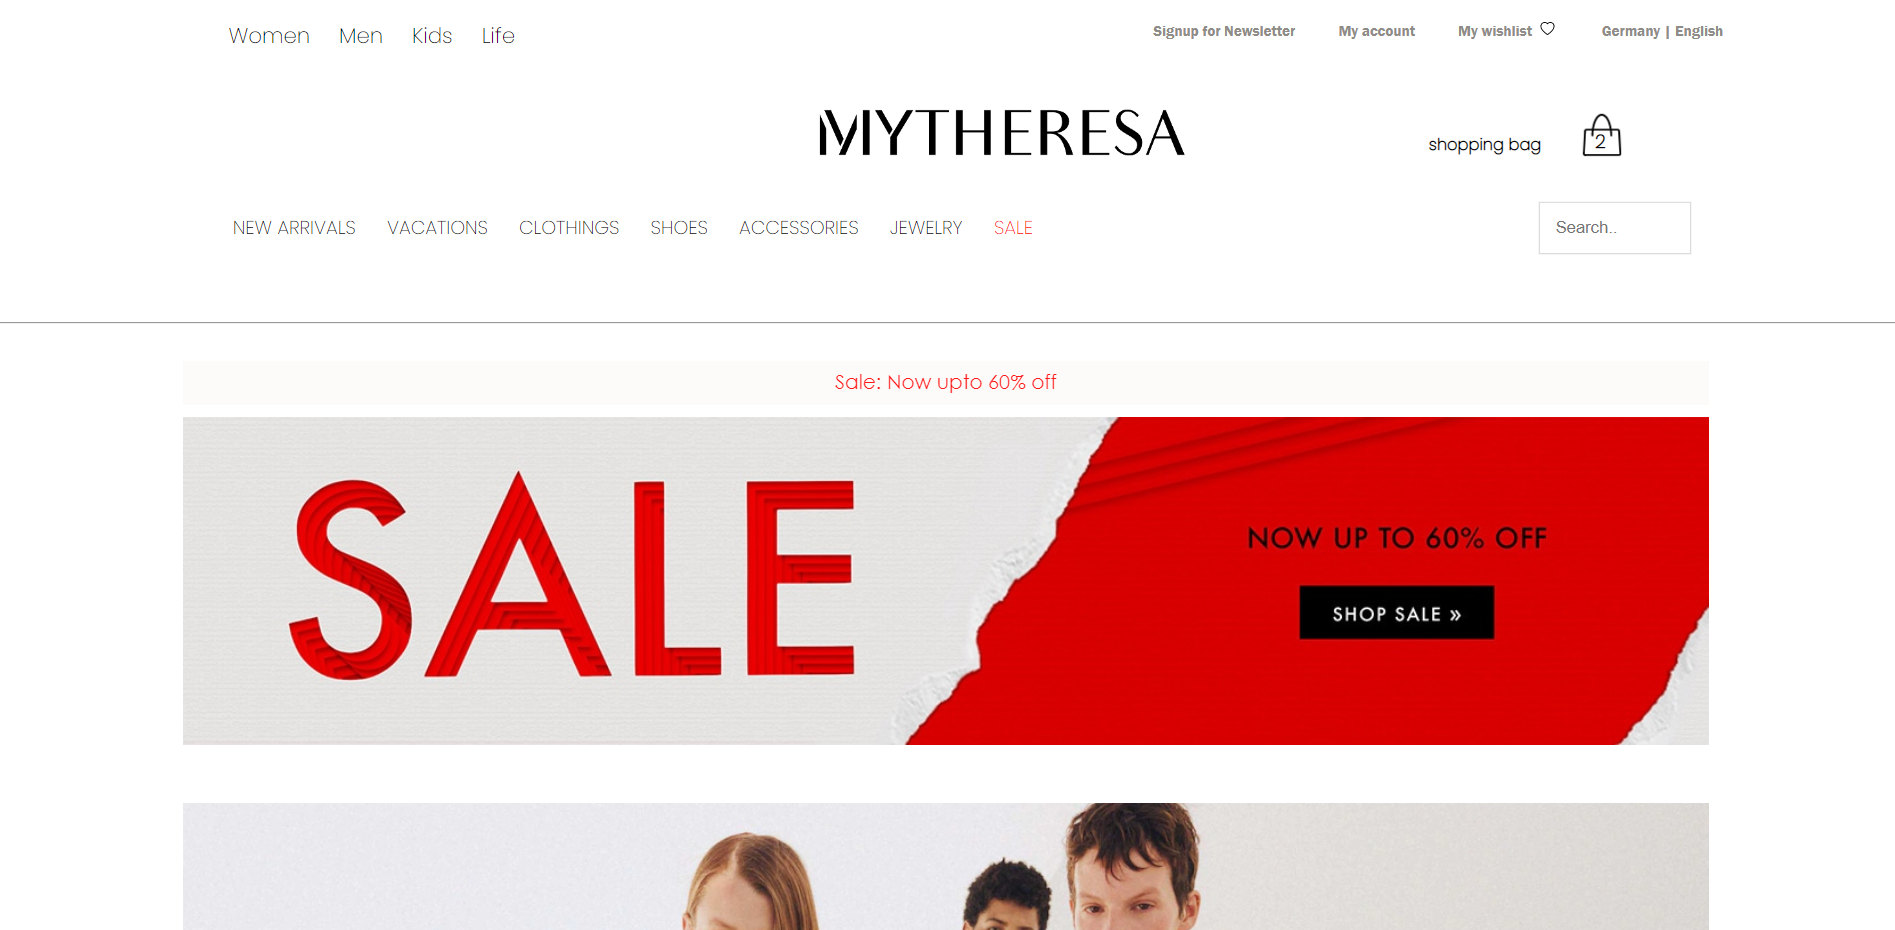 Women Men Kids Life
Signup for Newsletter My account My wishlist Germany | English
MYTHERESA
shopping bag 2
NEW ARRIVALS VACATIONS CLOTHINGS SHOES ACCESSORIES JEWELRY SALE
Search..
Sale: Now upto 60% off
SALE
NOW UP TO 60% OFF
SHOP SALE »